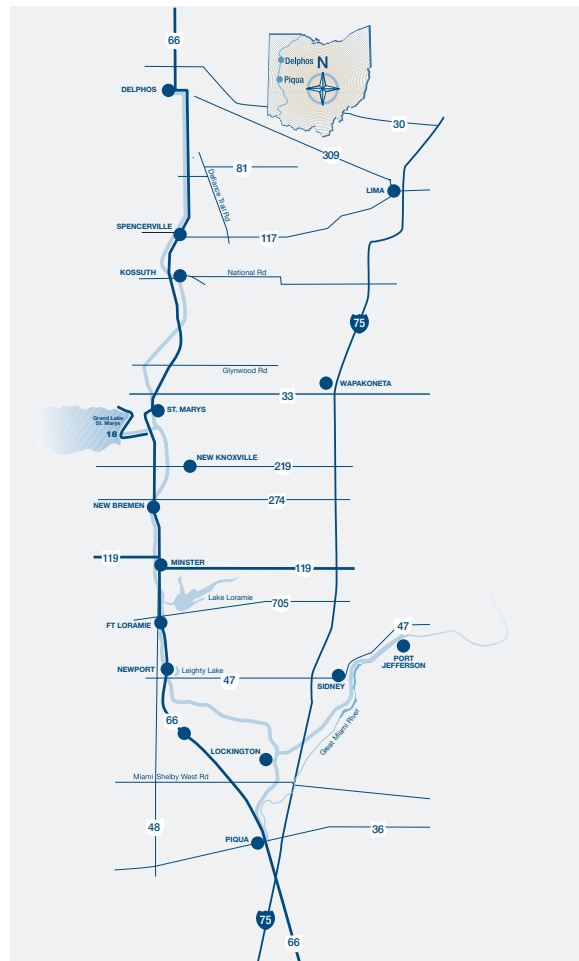 66
Delphos
N
Piqua
DELPHOS
30
309
81
Defiance Trail Rd
LIMA
SPENCERVILLE
117
KOSSUTH
National Rd
75
Glynwood Rd
WAPAKONETA
33
ST. MARYS
Grand Lake
St. Marys
18
NEW KNOXVILLE
219
274
NEW BREMEN
119
MINSTER
119
Lake Loramie
705
FT LORAMIE
47
PORT
JEFFERSON
NEWPORT
Leighty Lake
47
SIDNEY
66
Great Miami River
LOCKINGTON
Miami Shelby West Rd
48
36
PIQUA
75
66